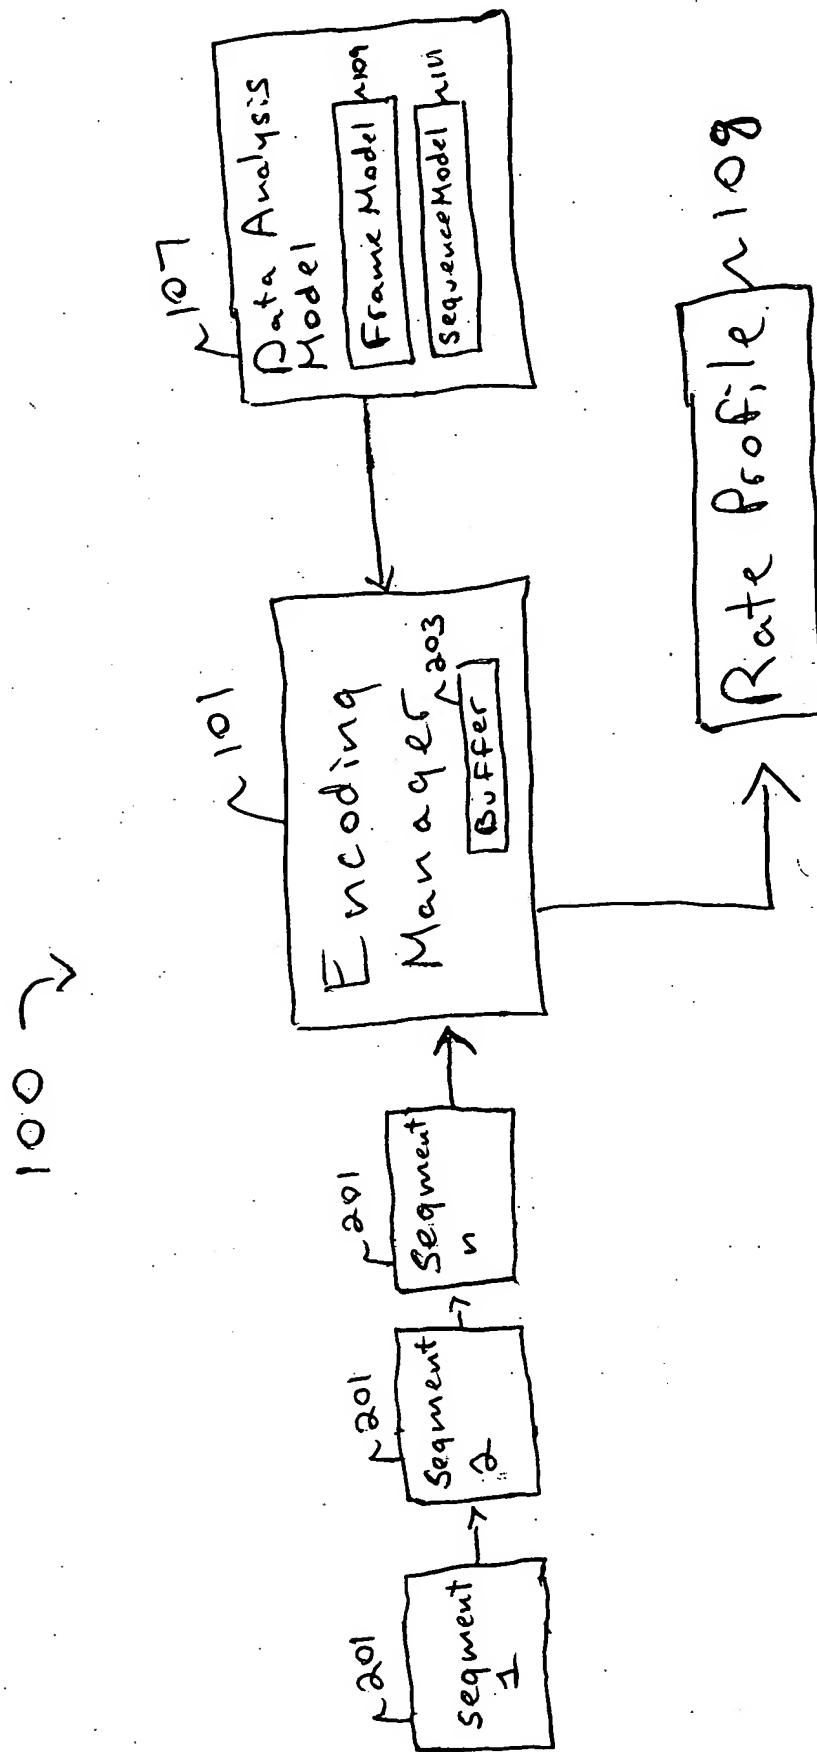 100
201
Segment
1
201
Segment
2
201
Segment
n
101
Encoding
Manager
203
Buffer
107
Data Analysis
Model
Frame Model
109
Sequence Model
111
Rate Profile
108